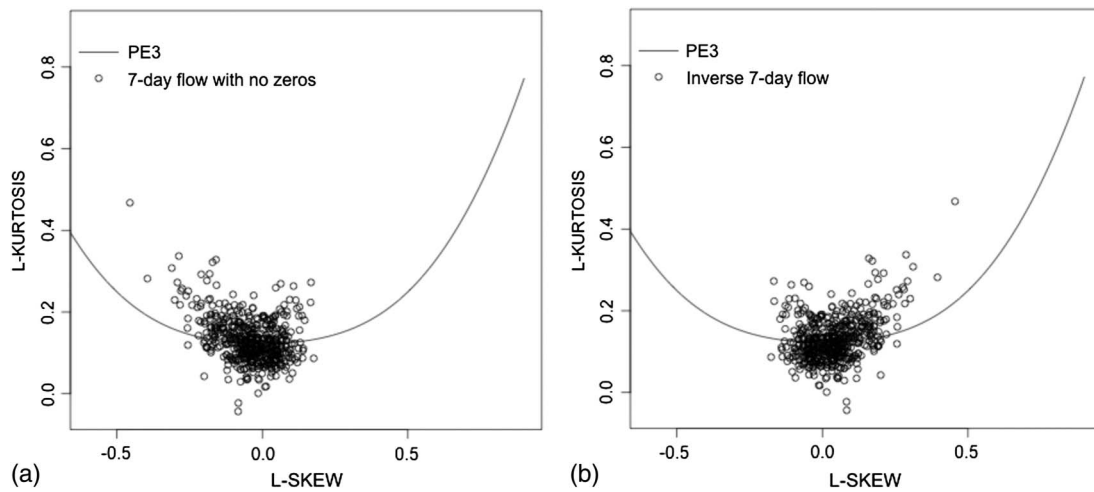 PE3
7-day flow with no zeros
L-KURTOSIS
0.8
0.6
0.4
0.2
0.0
-0.5
0.0
0.5
L-SKEW
(a)
PE3
Inverse 7-day flow
L-KURTOSIS
0.8
0.6
0.4
0.2
0.0
-0.5
0.0
0.5
L-SKEW
(b)